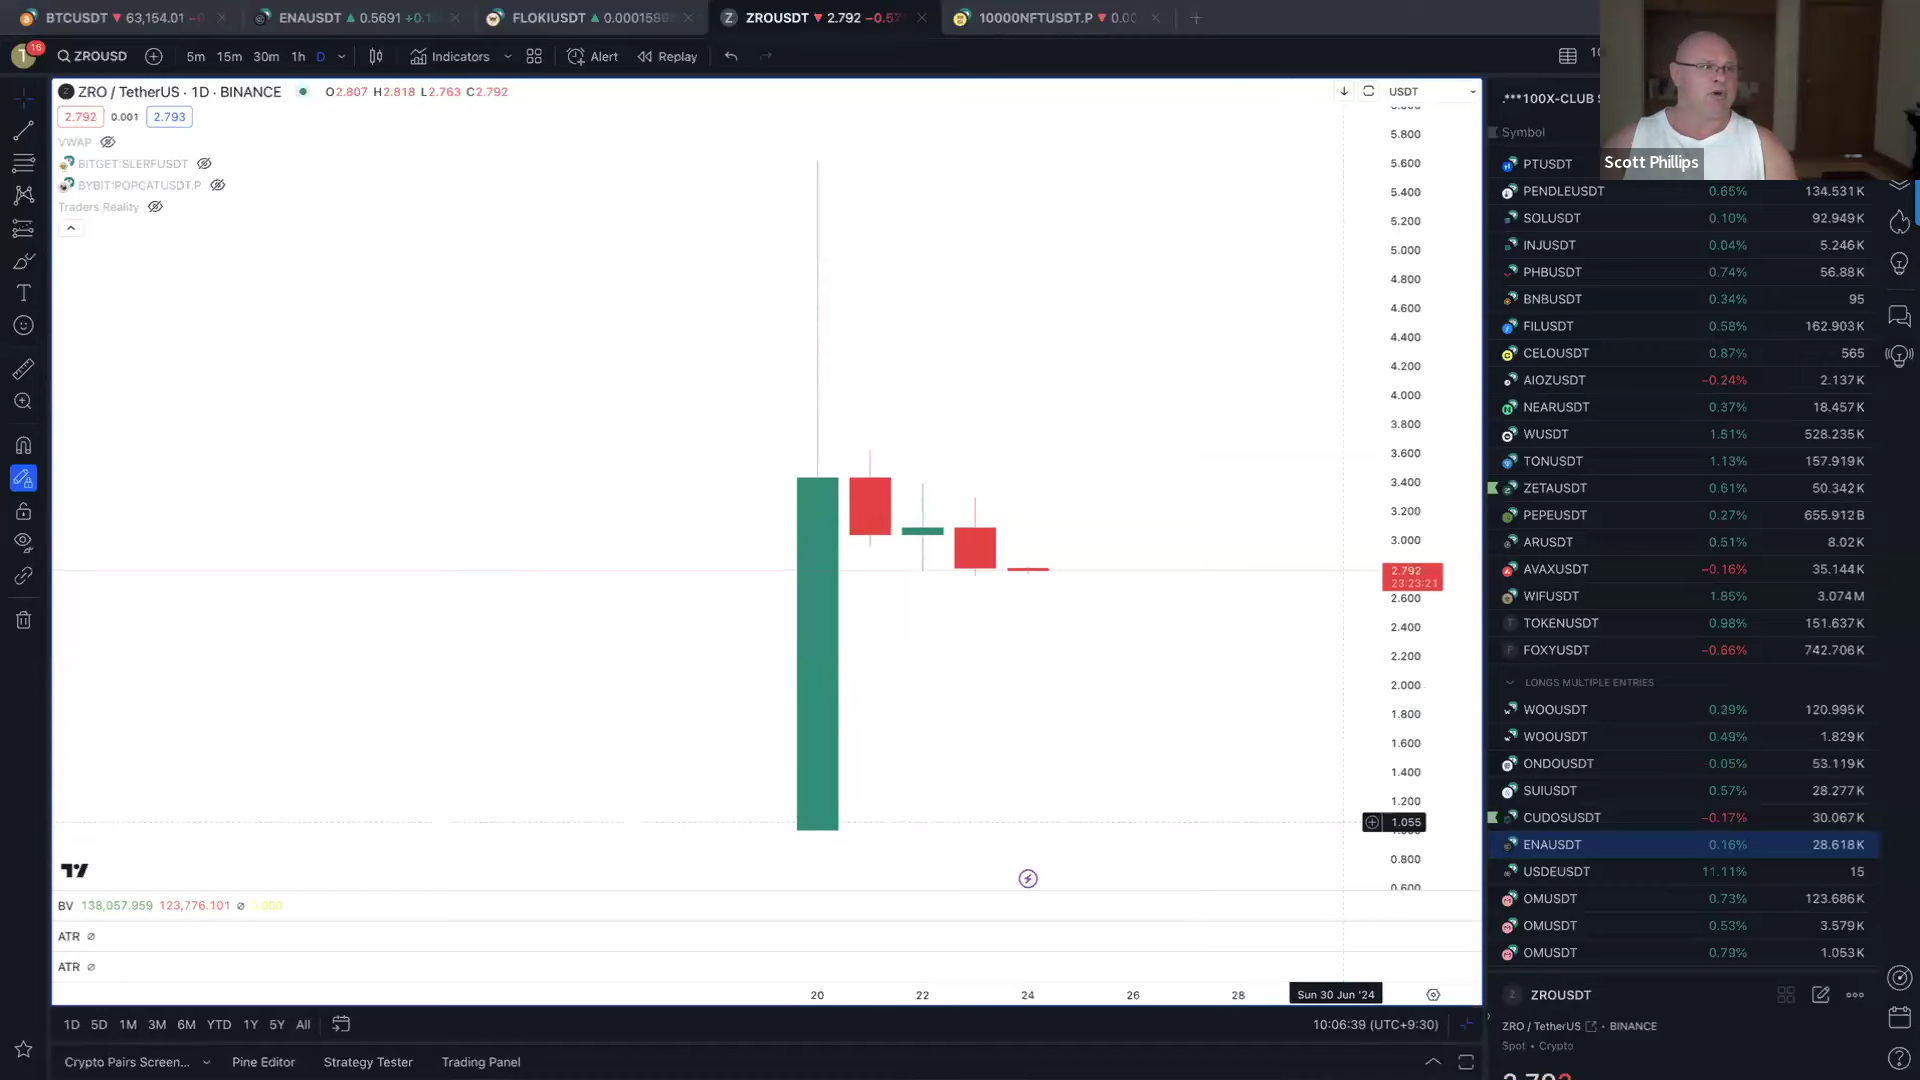 BTCUSDT 63,154.01
ENAUSDT 0.5691
FLOKIUSDT
ZROUSDT 2.792
10000NFTUSDT.P
16
ZROUSD
5m 15m 30m 1h D
Indicators
Alert
Replay
ZRO / TetherUS · 1D · BINANCE
O2.807 H2.818 L2.763 C2.792
USDT
2.792 0.001 2.793
VWAP
BITGET:SLERFUSDT
BYBIT:POPCATUSDT.P
Traders Reality
5.800
5.600
5.400
5.200
5.000
4.800
4.600
4.400
4.200
4.000
3.800
3.600
3.400
3.200
3.000
2.792
23:23:21
2.600
2.400
2.200
2.000
1.800
1.600
1.400
1.200
1.055
0.800
0.600
BV 138,057.959 123,776.101 ∅ 0.000
ATR ∅
ATR ∅
20 22 24 26 28 Sun 30 Jun '24
1D 5D 1M 3M 6M YTD 1Y 5Y All
10:06:39 (UTC+9:30)
Crypto Pairs Screen... Pine Editor Strategy Tester Trading Panel
Scott Phillips
.***100X-CLUB
Symbol
PTUSDT
PENDLEUSDT 0.65% 134.531K
SOLUSDT 0.10% 92.949K
INJUSDT 0.04% 5.246K
PHBUSDT 0.74% 56.88K
BNBUSDT 0.34% 95
FILUSDT 0.58% 162.903K
CELOUSDT 0.87% 565
AIOZUSDT −0.24% 2.137K
NEARUSDT 0.37% 18.457K
WUSDT 1.51% 528.235K
TONUSDT 1.13% 157.919K
ZETAUSDT 0.61% 50.342K
PEPEUSDT 0.27% 655.912B
ARUSDT 0.51% 8.02K
AVAXUSDT −0.16% 35.144K
WIFUSDT 1.85% 3.074M
TOKENUSDT 0.98% 151.637K
FOXYUSDT −0.66% 742.706K
LONGS MULTIPLE ENTRIES
WOOUSDT 0.29% 120.995K
WOOUSDT 0.49% 1.829K
ONDOUSDT 0.05% 53.119K
SUIUSDT 0.57% 28.277K
CUDOSUSDT −0.17% 30.067K
ENAUSDT 0.16% 28.618K
USDEUSDT 11.11% 15
OMUSDT 0.73% 123.686K
OMUSDT 0.53% 3.579K
OMUSDT 0.79% 1.053K
ZROUSDT
ZRO / TetherUS • BINANCE
Spot • Crypto